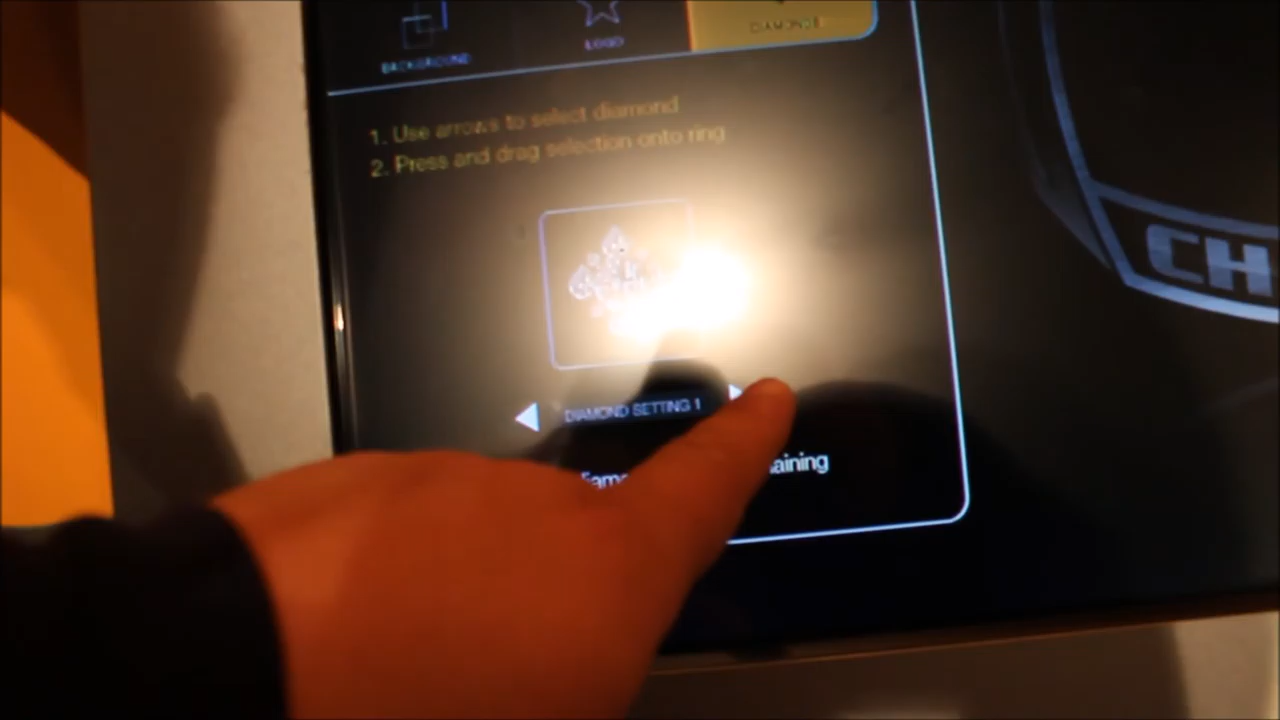 BACKGROUND
LOGO
DIAMONDS
1. Use arrows to select diamond
2. Press and drag selection onto ring
DIAMOND SETTING 1
CH